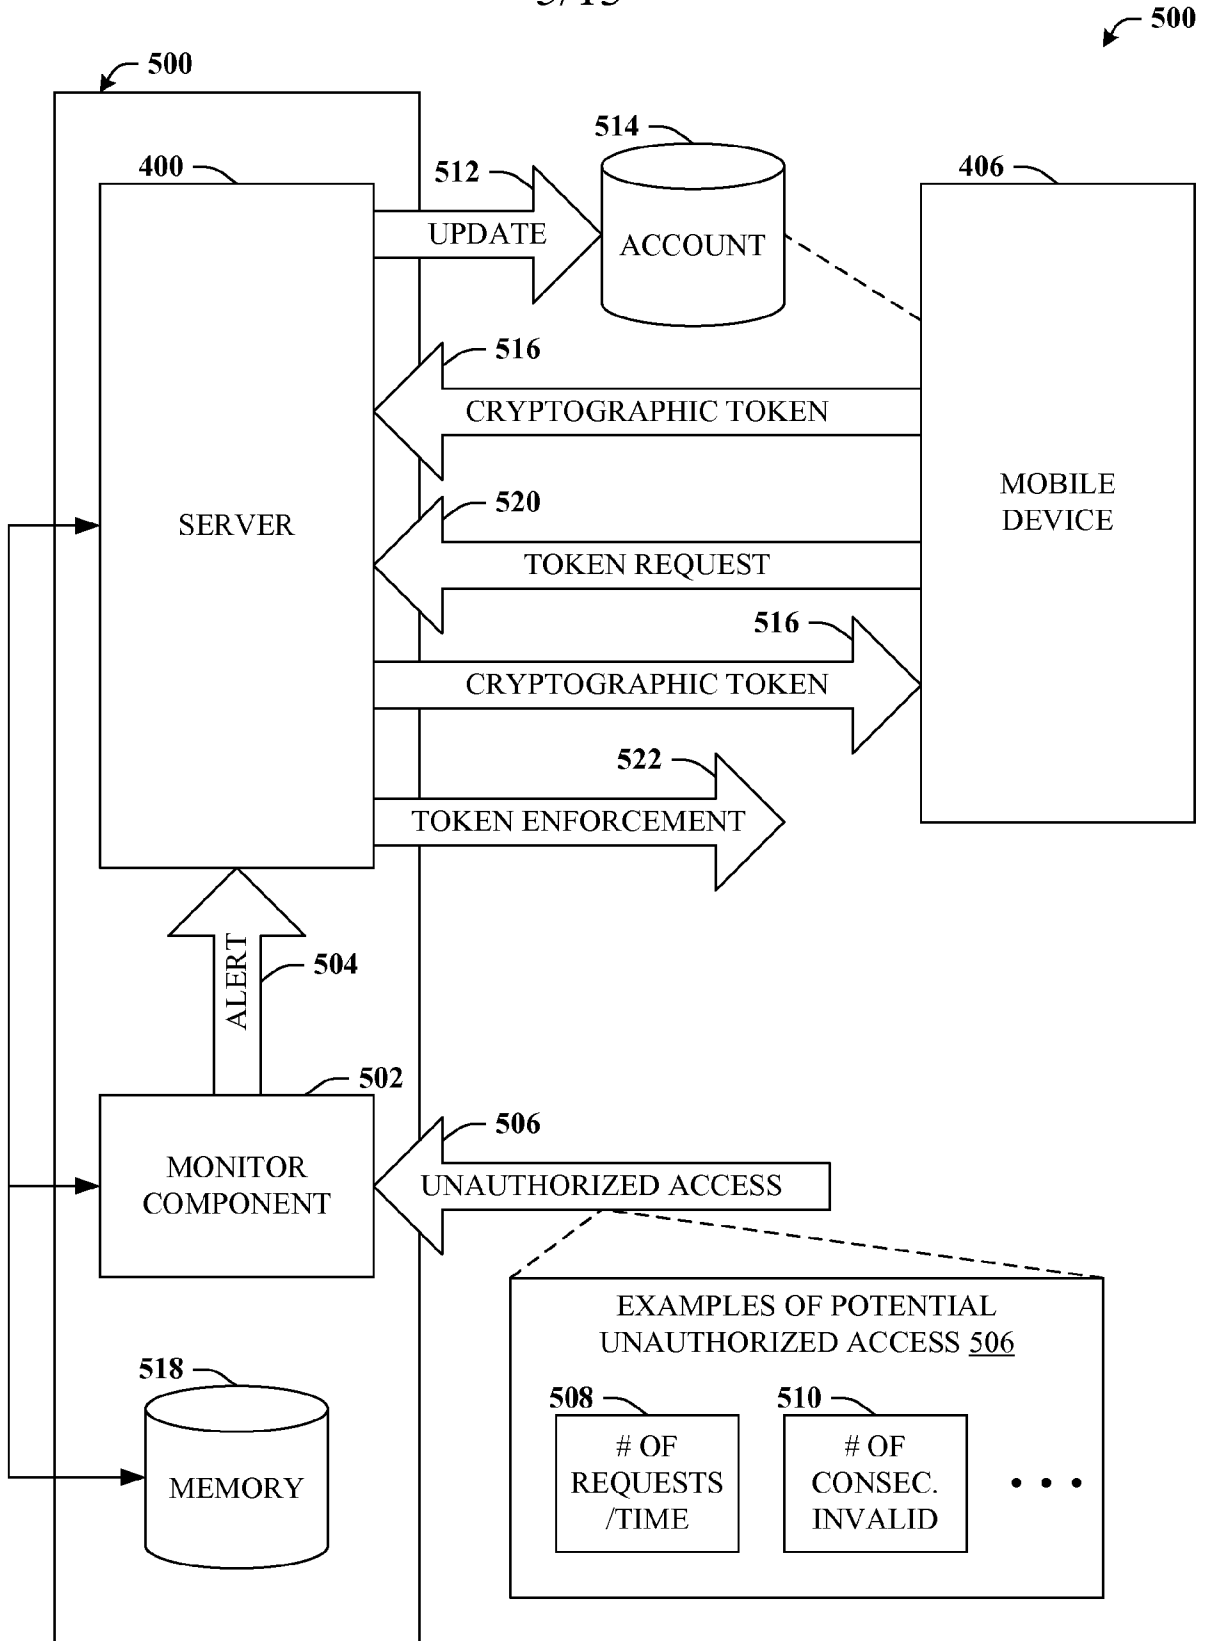 5/15
500
500
400
512
514
406
UPDATE
ACCOUNT
516
CRYPTOGRAPHIC TOKEN
MOBILE
DEVICE
520
SERVER
TOKEN REQUEST
516
CRYPTOGRAPHIC TOKEN
522
TOKEN ENFORCEMENT
ALERT
504
502
506
MONITOR
COMPONENT
UNAUTHORIZED ACCESS
EXAMPLES OF POTENTIAL
UNAUTHORIZED ACCESS 506
518
MEMORY
508
# OF
REQUESTS
/TIME
510
# OF
CONSEC.
INVALID
• • •